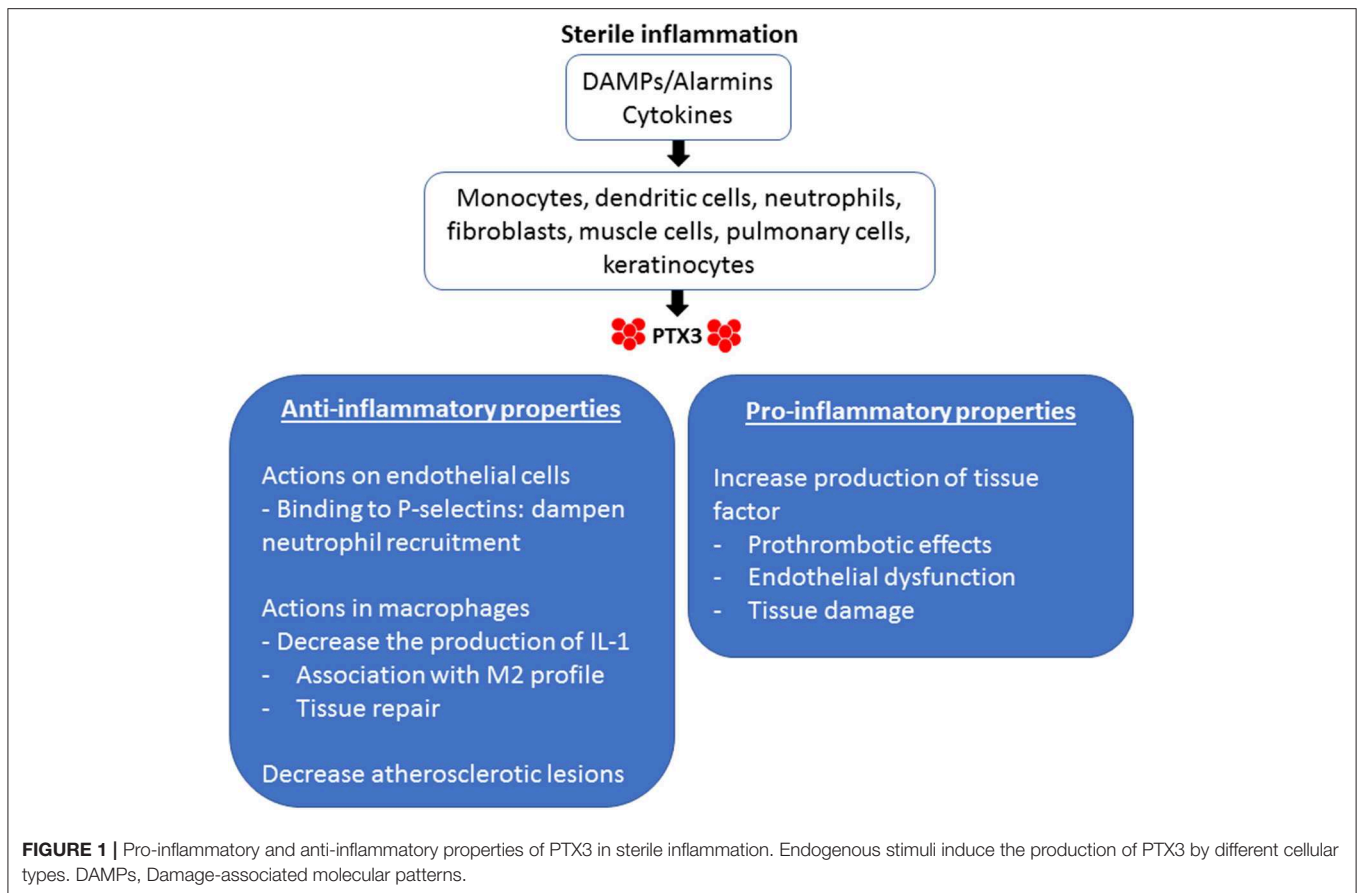 Sterile inflammation
DAMPs/Alarmins
Cytokines
Monocytes, dendritic cells, neutrophils,
fibroblasts, muscle cells, pulmonary cells,
keratinocytes
PTX3
Anti-inflammatory properties
Actions on endothelial cells
- Binding to P-selectins: dampen
neutrophil recruitment
Actions in macrophages
- Decrease the production of IL-1
- Association with M2 profile
- Tissue repair
Decrease atherosclerotic lesions
Pro-inflammatory properties
Increase production of tissue
factor
- Prothrombotic effects
- Endothelial dysfunction
- Tissue damage
FIGURE 1 | Pro-inflammatory and anti-inflammatory properties of PTX3 in sterile inflammation. Endogenous stimuli induce the production of PTX3 by different cellular
types. DAMPs, Damage-associated molecular patterns.